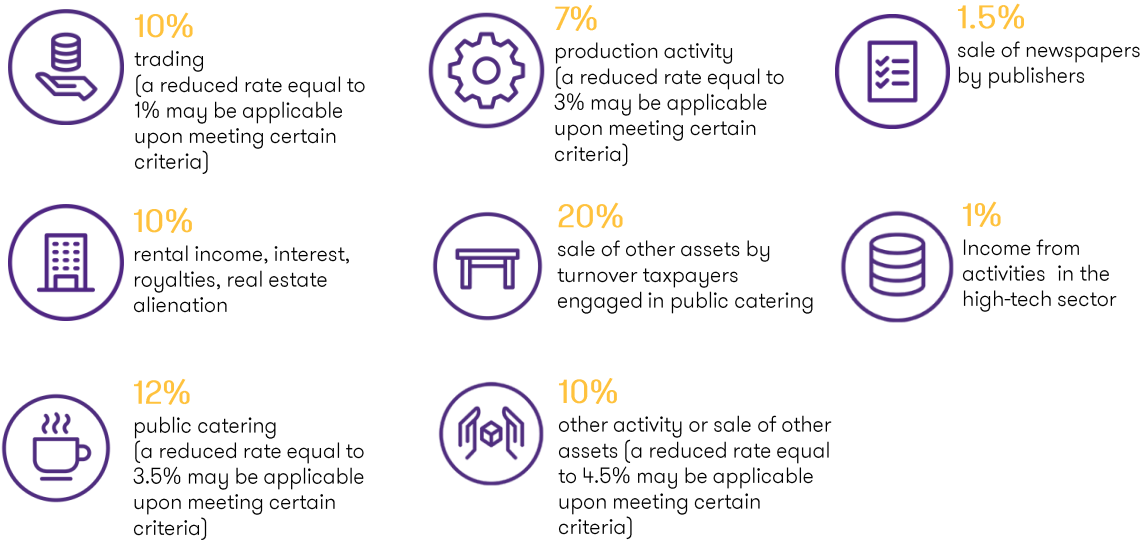 10%
trading
(a reduced rate equal to
1% may be applicable
upon meeting certain
criteria)
7%
production activity
(a reduced rate equal to
3% may be applicable
upon meeting certain
criteria)
1.5%
sale of newspapers
by publishers
10%
rental income, interest,
royalties, real estate
alienation
20%
sale of other assets by
turnover taxpayers
engaged in public catering
1%
Income from
activities in the
high-tech sector
12%
public catering
(a reduced rate equal to
3.5% may be applicable
upon meeting certain
criteria)
10%
other activity or sale of other
assets (a reduced rate equal
to 4.5% may be applicable
upon meeting certain
criteria)